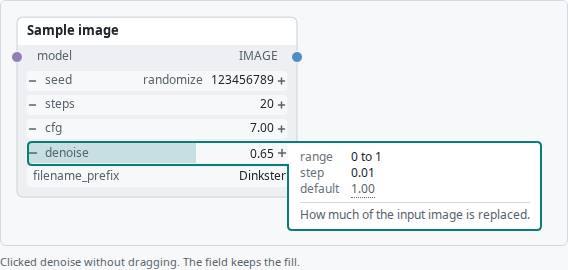 Sample image
model IMAGE
− seed randomize 123456789 +
− steps 20 +
− cfg 7.00 +
− denoise 0.65 +
filename_prefix Dinkster
range 0 to 1
step 0.01
default 1.00
How much of the input image is replaced.
Clicked denoise without dragging. The field keeps the fill.